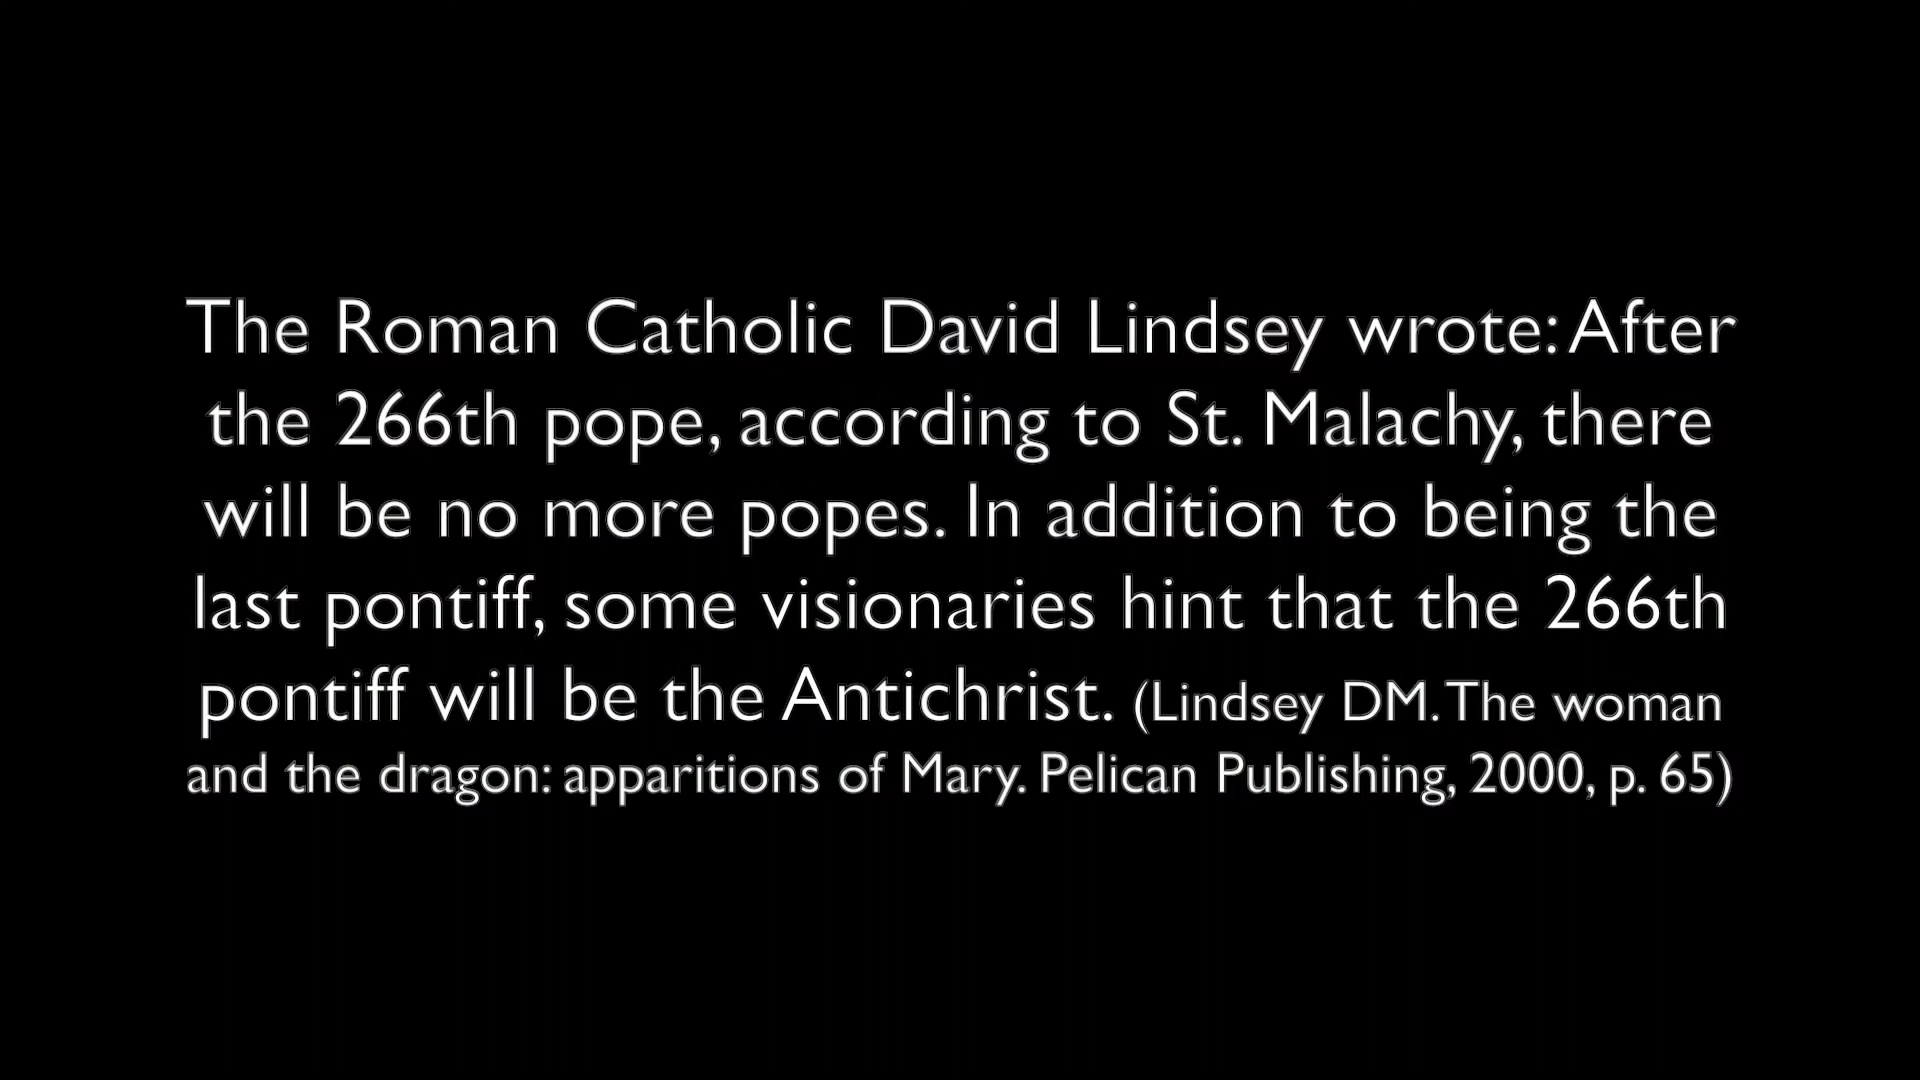 The Roman Catholic David Lindsey wrote: After
the 266th pope, according to St. Malachy, there
will be no more popes. In addition to being the
last pontiff, some visionaries hint that the 266th
pontiff will be the Antichrist. (Lindsey DM. The woman
and the dragon: apparitions of Mary. Pelican Publishing, 2000, p. 65)